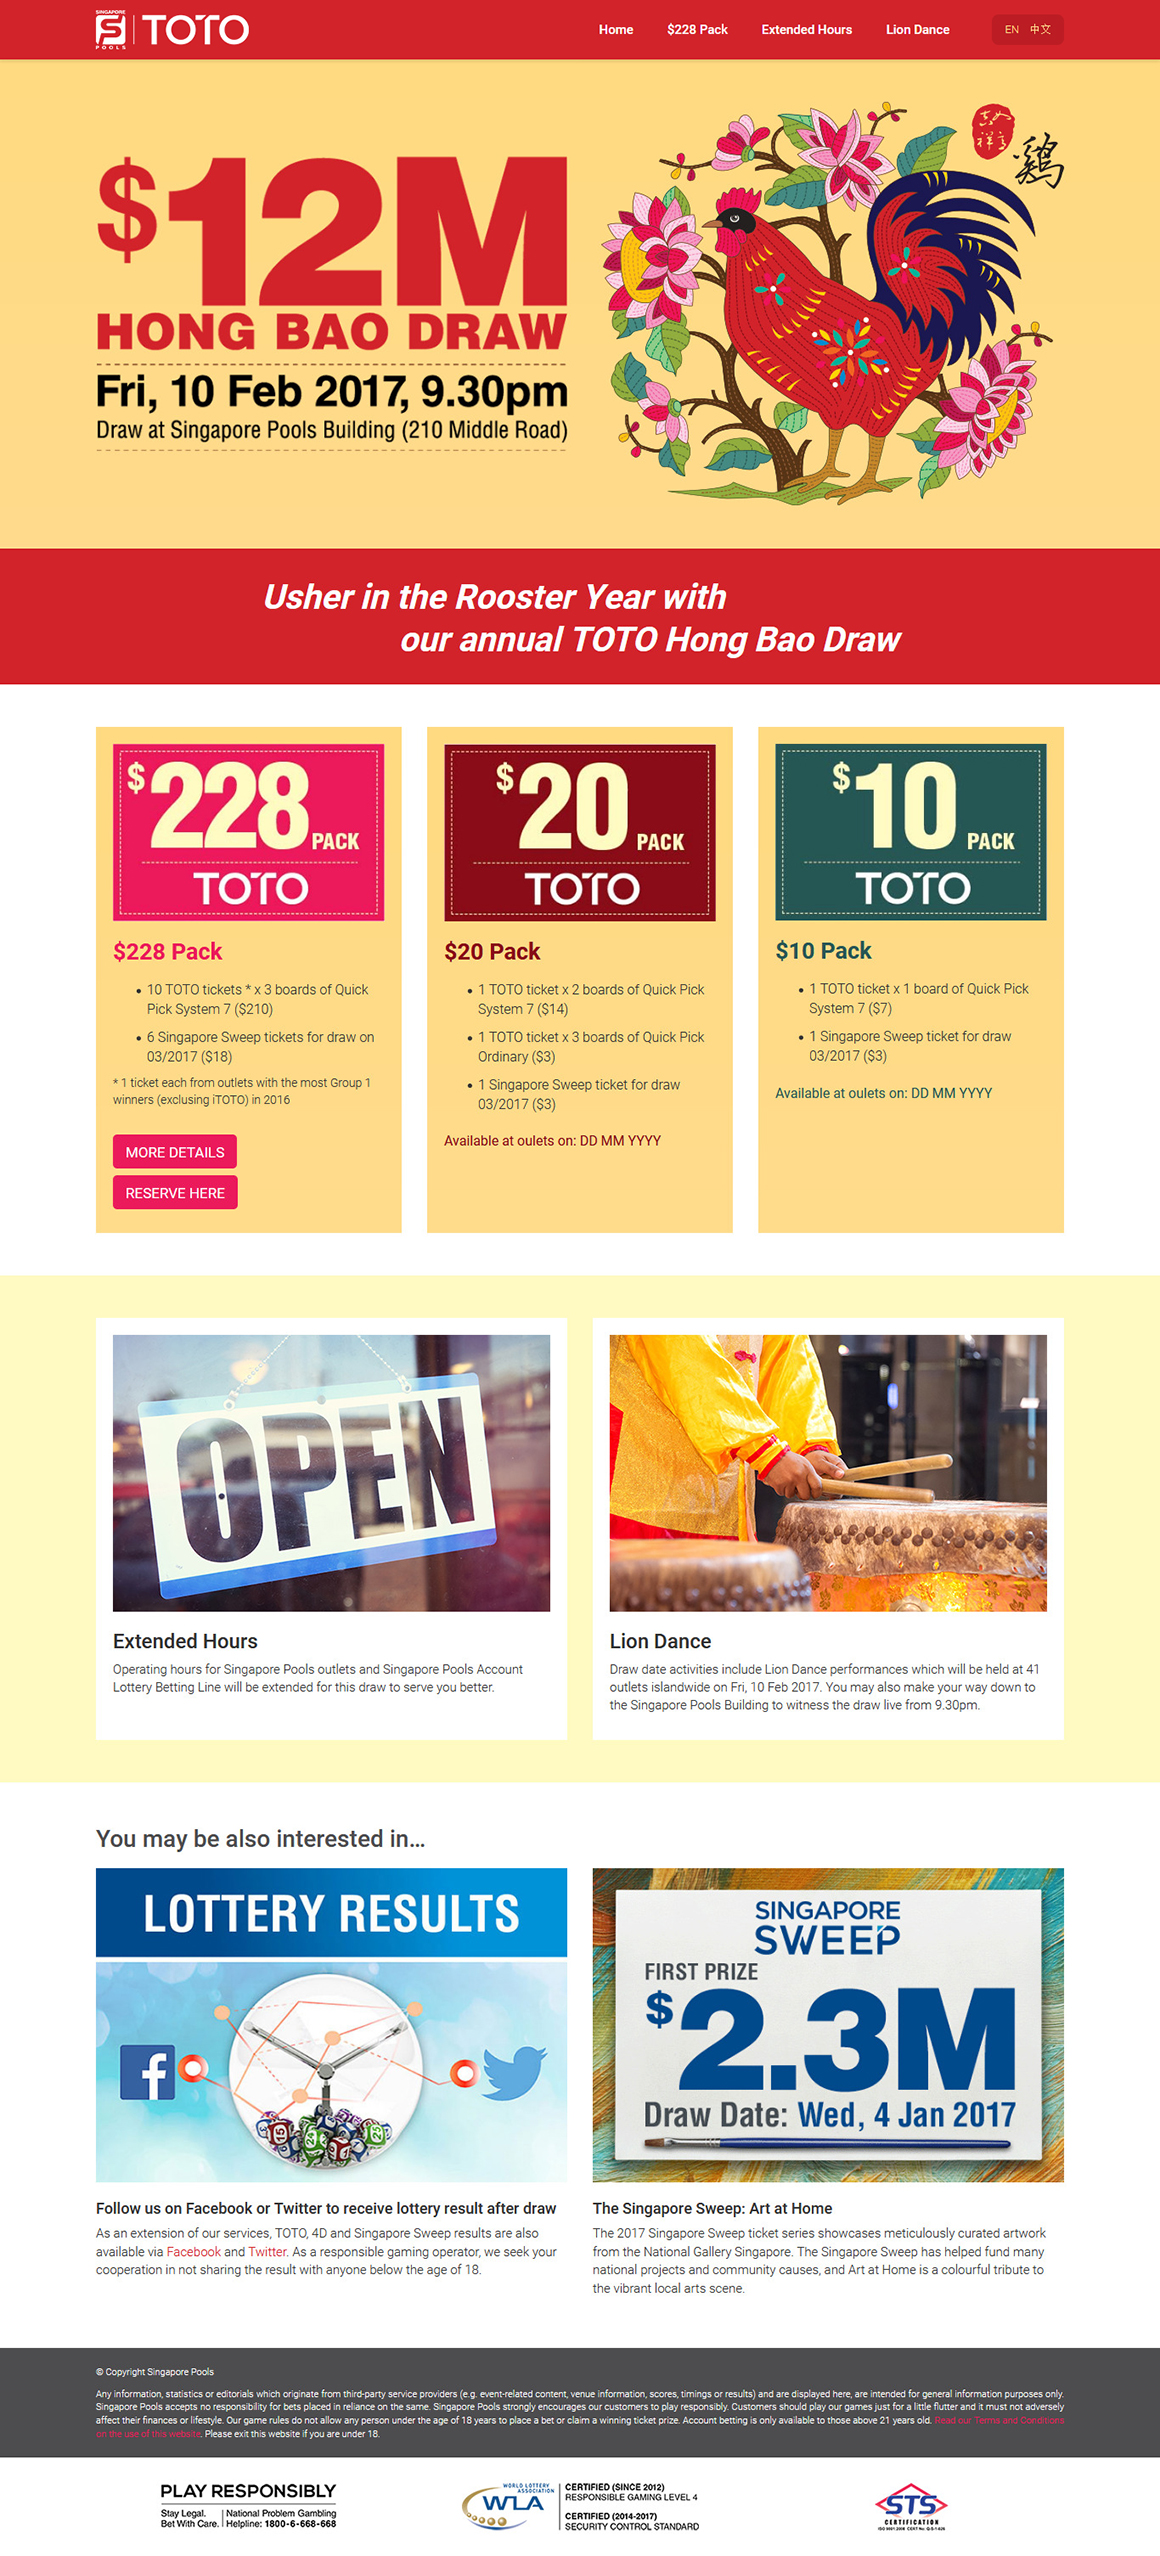 SINGAPORE
POOLS
TOTO
Home
$228 Pack
Extended Hours
Lion Dance
EN 中文
$12M
HONG BAO DRAW
Fri, 10 Feb 2017, 9.30pm
Draw at Singapore Pools Building (210 Middle Road)
吉祥
鷄
Usher in the Rooster Year with
our annual TOTO Hong Bao Draw
$228 PACK
TOTO
$228 Pack
• 10 TOTO tickets * x 3 boards of Quick
Pick System 7 ($210)
• 6 Singapore Sweep tickets for draw on
03/2017 ($18)
* 1 ticket each from outlets with the most Group 1
winners (exclusing iTOTO) in 2016
MORE DETAILS
RESERVE HERE
$20 PACK
TOTO
$20 Pack
• 1 TOTO ticket x 2 boards of Quick Pick
System 7 ($14)
• 1 TOTO ticket x 3 boards of Quick Pick
Ordinary ($3)
• 1 Singapore Sweep ticket for draw
03/2017 ($3)
Available at oulets on: DD MM YYYY
$10 PACK
TOTO
$10 Pack
• 1 TOTO ticket x 1 board of Quick Pick
System 7 ($7)
• 1 Singapore Sweep ticket for draw
03/2017 ($3)
Available at oulets on: DD MM YYYY
OPEN
Extended Hours
Operating hours for Singapore Pools outlets and Singapore Pools Account
Lottery Betting Line will be extended for this draw to serve you better.
Lion Dance
Draw date activities include Lion Dance performances which will be held at 41
outlets islandwide on Fri, 10 Feb 2017. You may also make your way down to
the Singapore Pools Building to witness the draw live from 9.30pm.
You may be also interested in...
LOTTERY RESULTS
Follow us on Facebook or Twitter to receive lottery result after draw
As an extension of our services, TOTO, 4D and Singapore Sweep results are also
available via Facebook and Twitter. As a responsible gaming operator, we seek your
cooperation in not sharing the result with anyone below the age of 18.
SINGAPORE
SWEEP
FIRST PRIZE
$2.3M
Draw Date: Wed, 4 Jan 2017
The Singapore Sweep: Art at Home
The 2017 Singapore Sweep ticket series showcases meticulously curated artwork
from the National Gallery Singapore. The Singapore Sweep has helped fund many
national projects and community causes, and Art at Home is a colourful tribute to
the vibrant local arts scene.
© Copyright Singapore Pools
Any information, statistics or editorials which originate from third-party service providers (e.g. event-related content, venue information, scores, timings or results) and are displayed here, are intended for general information purposes only.
Singapore Pools accepts no responsibility for bets placed in reliance on the same. Singapore Pools strongly encourages our customers to play responsibly. Customers should play our games just for a little flutter and it must not adversely
affect their finances or lifestyle. Our game rules do not allow any person under the age of 18 years to place a bet or claim a winning ticket prize. Account betting is only available to those above 21 years old. Read our Terms and Conditions
on the use of this website. Please exit this website if you are under 18.
PLAY RESPONSIBLY
Stay Legal.
Bet With Care.
National Problem Gambling
Helpline: 1800-6-668-668
WORLD LOTTERY
ASSOCIATION
WLA
CERTIFIED (SINCE 2012)
RESPONSIBLE GAMING LEVEL 4
CERTIFIED (2014-2017)
SECURITY CONTROL STANDARD
STS
CERTIFICATION